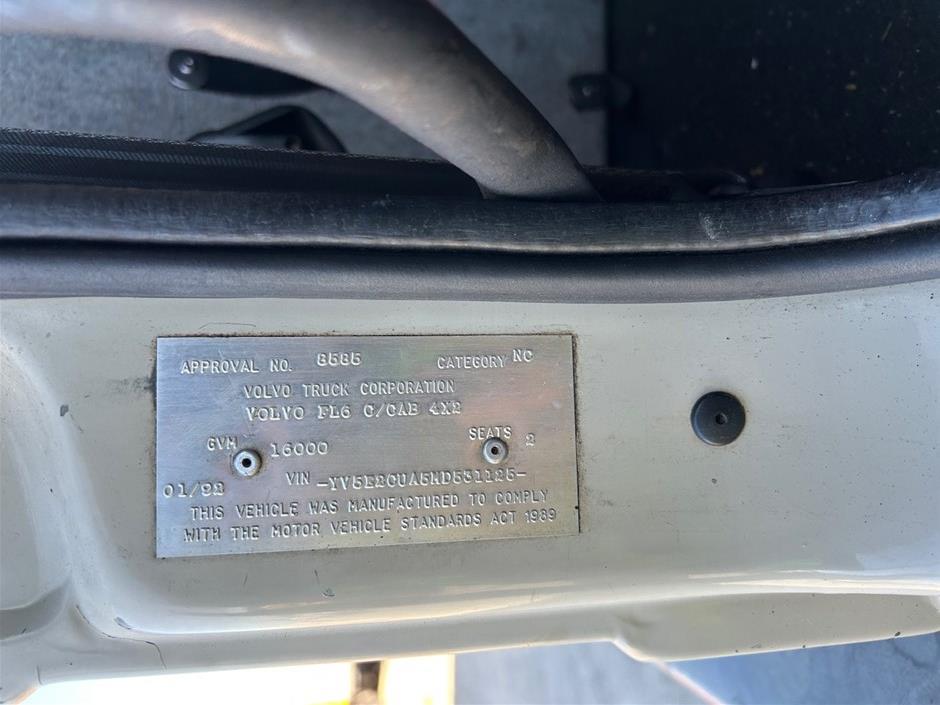 APPROVAL NO. 8585 CATEGORY NC
VOLVO TRUCK CORPORATION
VOLVO FL6 C/CAB 4X2
GVM 16000 SEATS 2
01/92 VIN -YV5E2CUA5ND531125-
THIS VEHICLE WAS MANUFACTURED TO COMPLY
WITH THE MOTOR VEHICLE STANDARDS ACT 1989